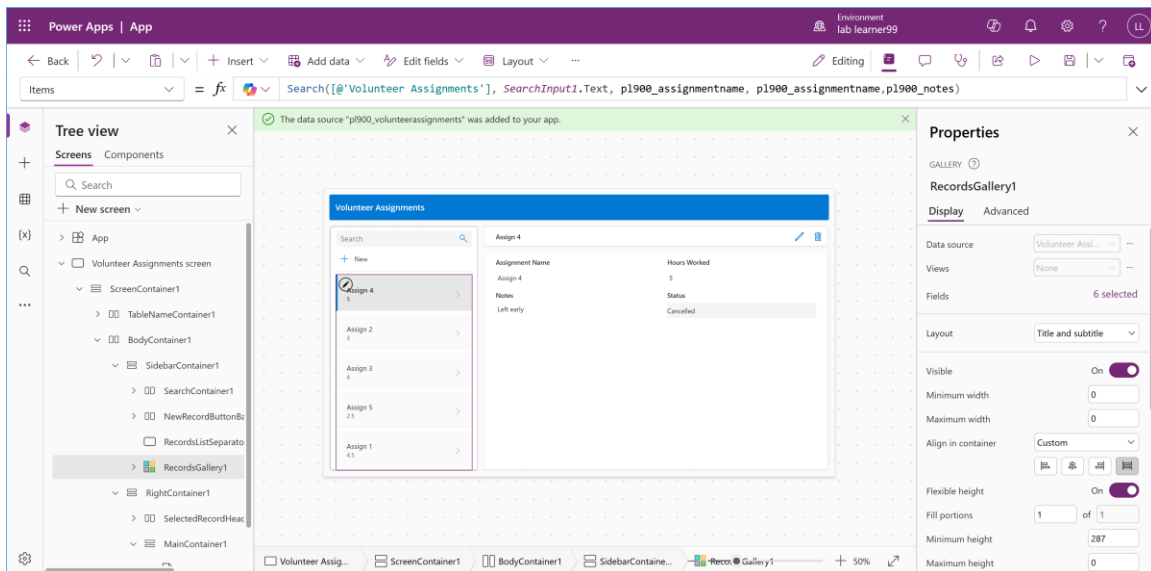 Power Apps | App
Environment
lab learner99
LL
Back
Insert
Add data
Edit fields
Layout
...
Editing
Items
= fx
Search([@'Volunteer Assignments'], SearchInput1.Text, pl900_assignmentname, pl900_assignmentname,pl900_notes)
Tree view
Screens Components
Search
New screen
App
Volunteer Assignments screen
ScreenContainer1
TableNameContainer1
BodyContainer1
SidebarContainer1
SearchContainer1
NewRecordButtonBa
RecordsListSeparato
RecordsGallery1
RightContainer1
SelectedRecordHeac
MainContainer1
The data source "pl900_volunteerassignments" was added to your app.
Volunteer Assignments
Search
+ New
Assign 4
5
Assign 2
3
Assign 3
4
Assign 5
2.5
Assign 1
4.5
Assign 4
Assignment Name
Assign 4
Hours Worked
5
Notes
Left early
Status
Cancelled
Volunteer Assig...
ScreenContainer1
BodyContainer1
SidebarContaine...
50%
Properties
GALLERY
RecordsGallery1
Display Advanced
Data source Volunteer Assi... ...
Views None ...
Fields 6 selected
Layout Title and subtitle
Visible On
Minimum width 0
Maximum width 0
Align in container Custom
Flexible height On
Fill portions 1 of 1
Minimum height 287
Maximum height 0